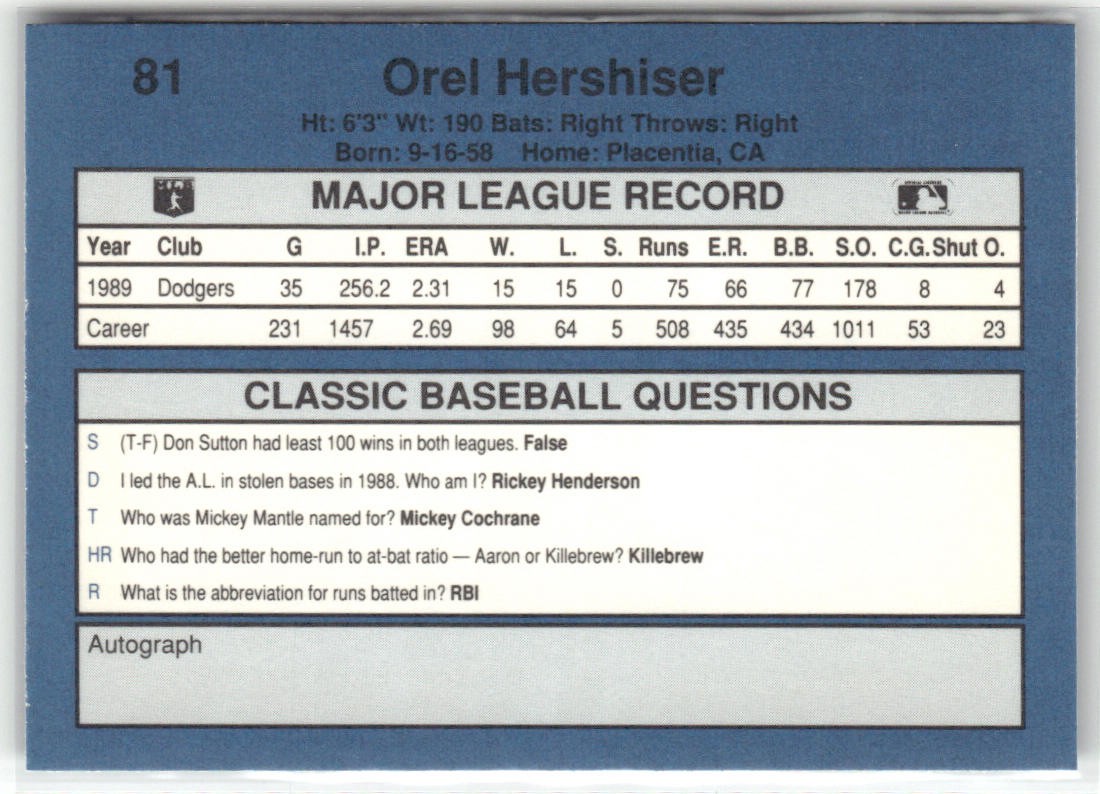 81 Orel Hershiser
Ht: 6'3" Wt: 190 Bats: Right Throws: Right
Born: 9-16-58 Home: Placentia, CA
MAJOR LEAGUE RECORD
Year Club G I.P. ERA W. L. S. Runs E.R. B.B. S.O. C.G. Shut O.
1989 Dodgers 35 256.2 2.31 15 15 0 75 66 77 178 8 4
Career 231 1457 2.69 98 64 5 508 435 434 1011 53 23
CLASSIC BASEBALL QUESTIONS
S (T-F) Don Sutton had least 100 wins in both leagues. False
D I led the A.L. in stolen bases in 1988. Who am I? Rickey Henderson
T Who was Mickey Mantle named for? Mickey Cochrane
HR Who had the better home-run to at-bat ratio — Aaron or Killebrew? Killebrew
R What is the abbreviation for runs batted in? RBI
Autograph